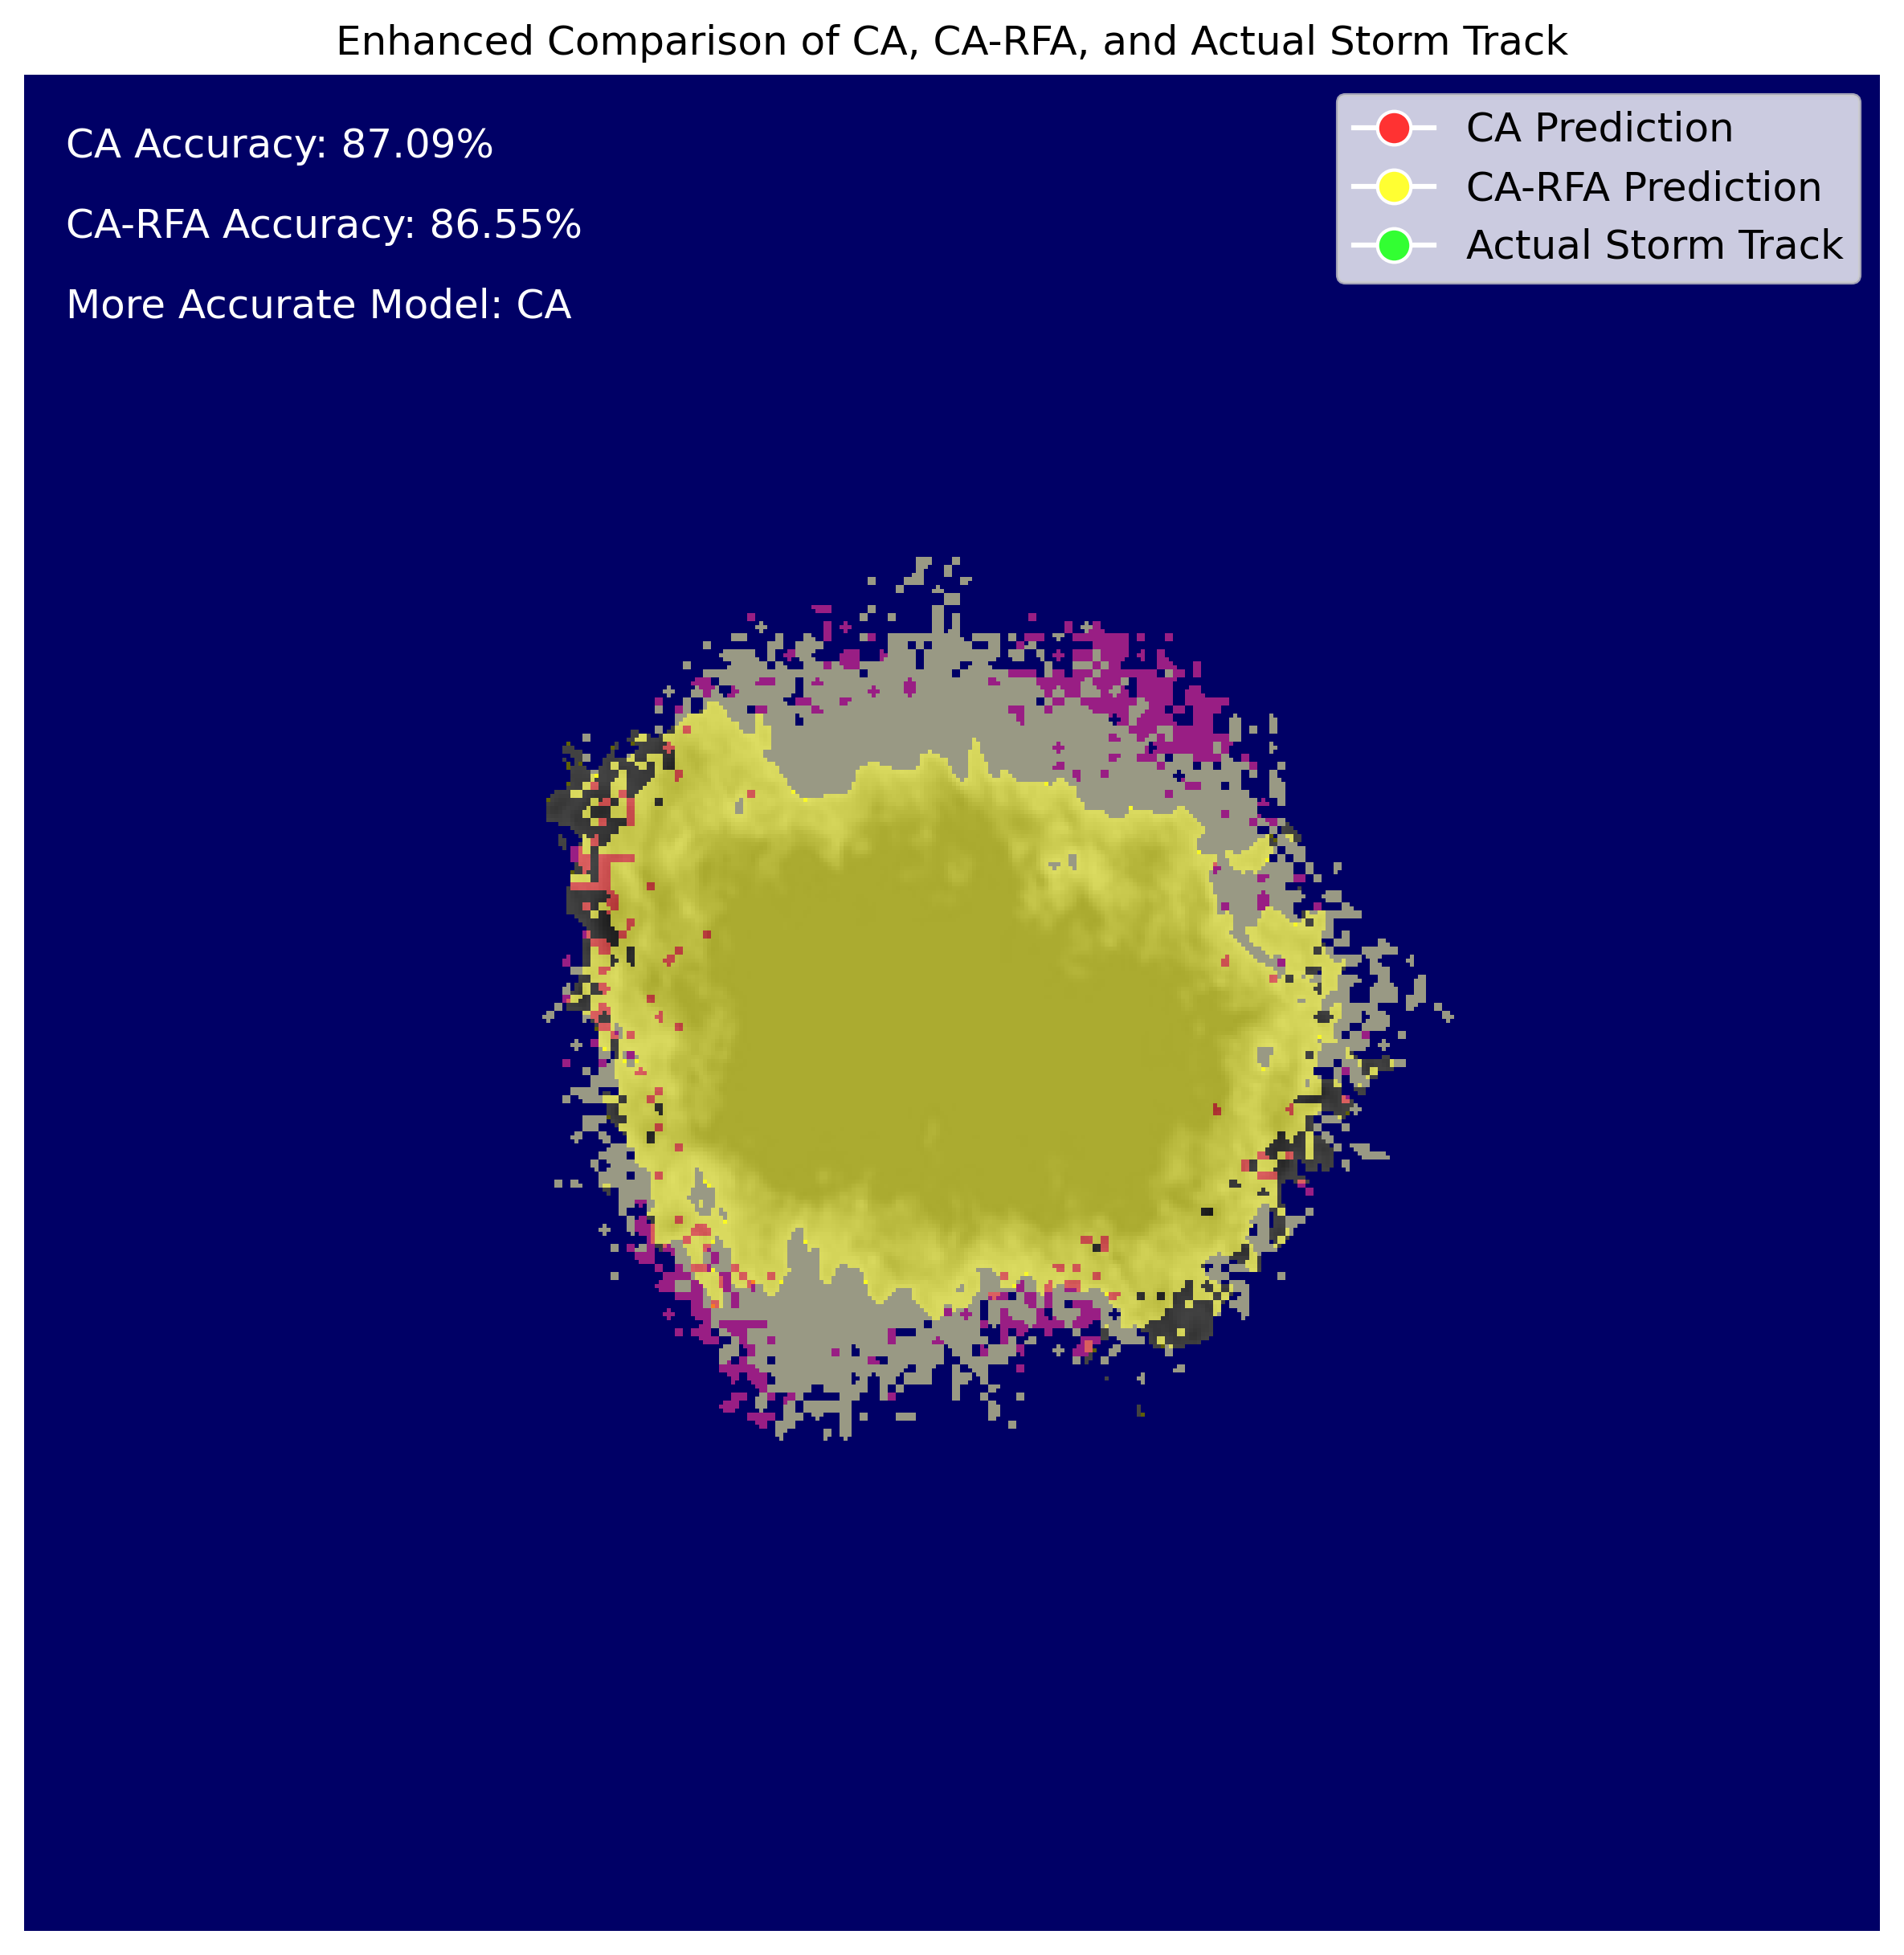 Enhanced Comparison of CA, CA-RFA, and Actual Storm Track
CA Accuracy: 87.09%
CA-RFA Accuracy: 86.55%
More Accurate Model: CA
CA Prediction
CA-RFA Prediction
Actual Storm Track